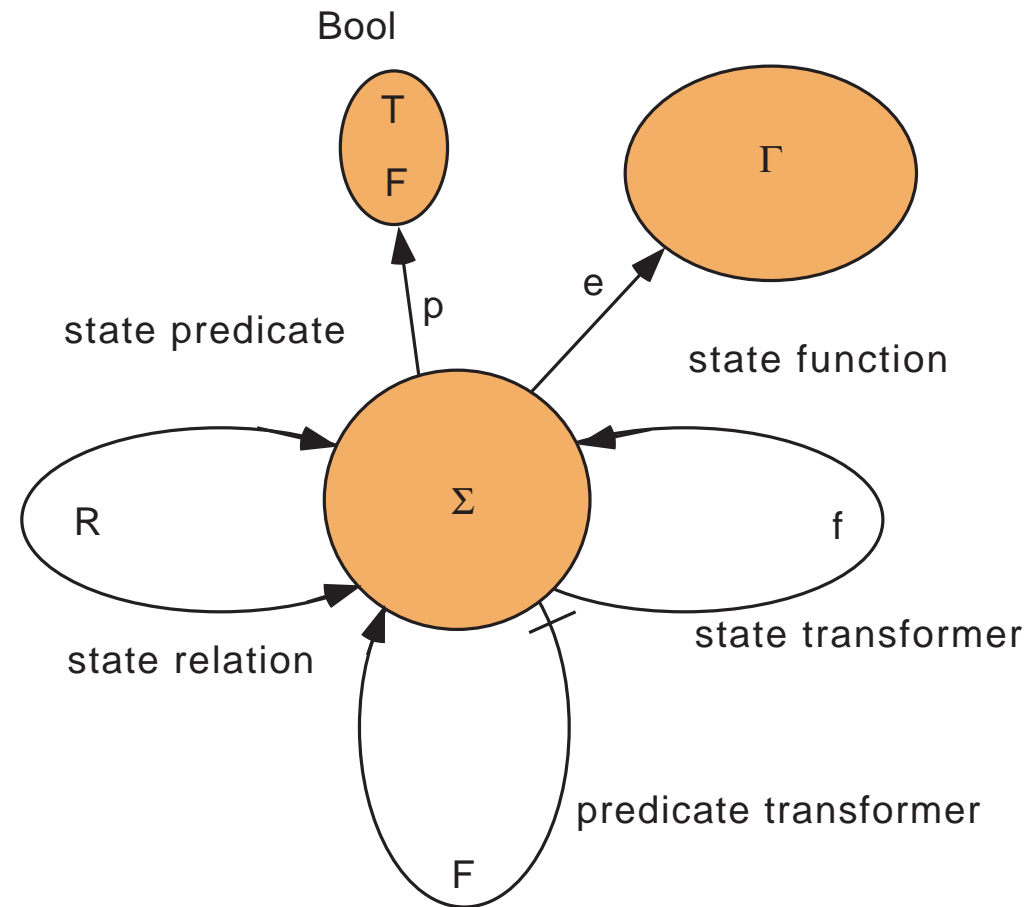 Bool
T
F
Γ
p
e
state predicate
state function
R
Σ
f
state relation
state transformer
predicate transformer
F